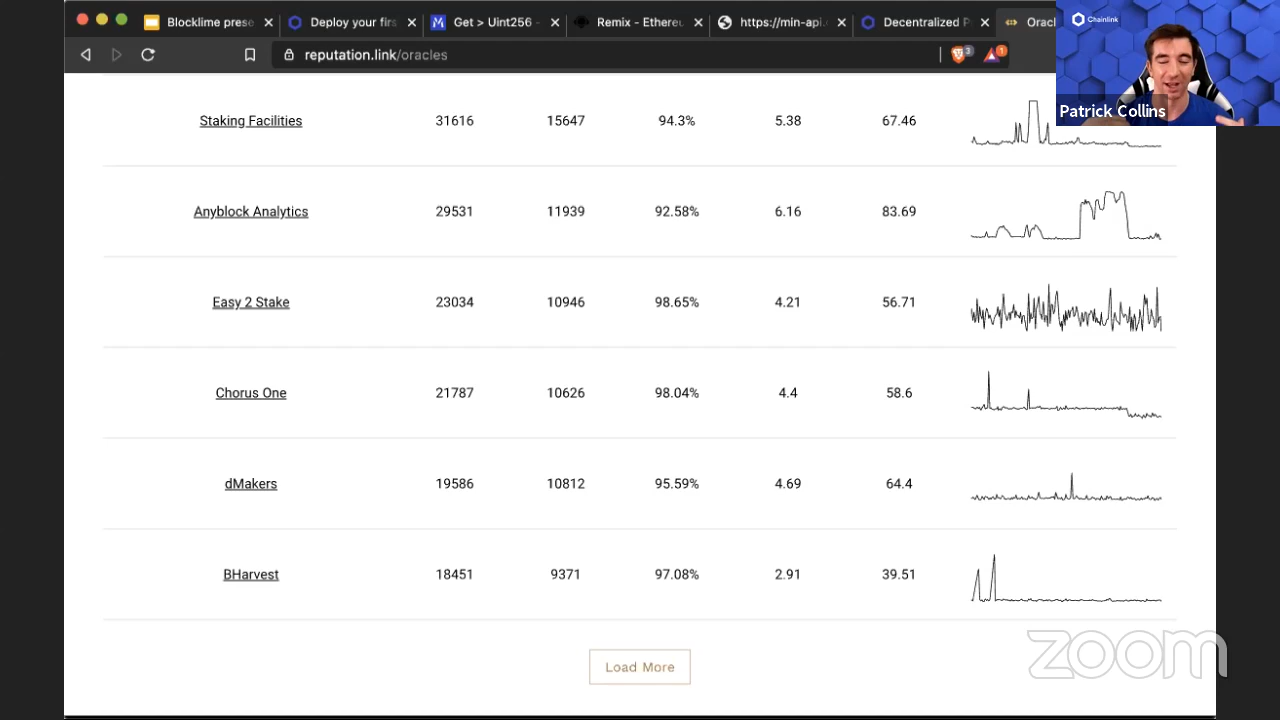 Blocklime prese
Deploy your firs
Get > Uint256 -
Remix - Ethereu
https://min-api.
Decentralized P
Oracl
Chainlink
reputation.link/oracles
3
1
Patrick Collins
Staking Facilities 31616 15647 94.3% 5.38 67.46
Anyblock Analytics 29531 11939 92.58% 6.16 83.69
Easy 2 Stake 23034 10946 98.65% 4.21 56.71
Chorus One 21787 10626 98.04% 4.4 58.6
dMakers 19586 10812 95.59% 4.69 64.4
BHarvest 18451 9371 97.08% 2.91 39.51
Load More
zoom